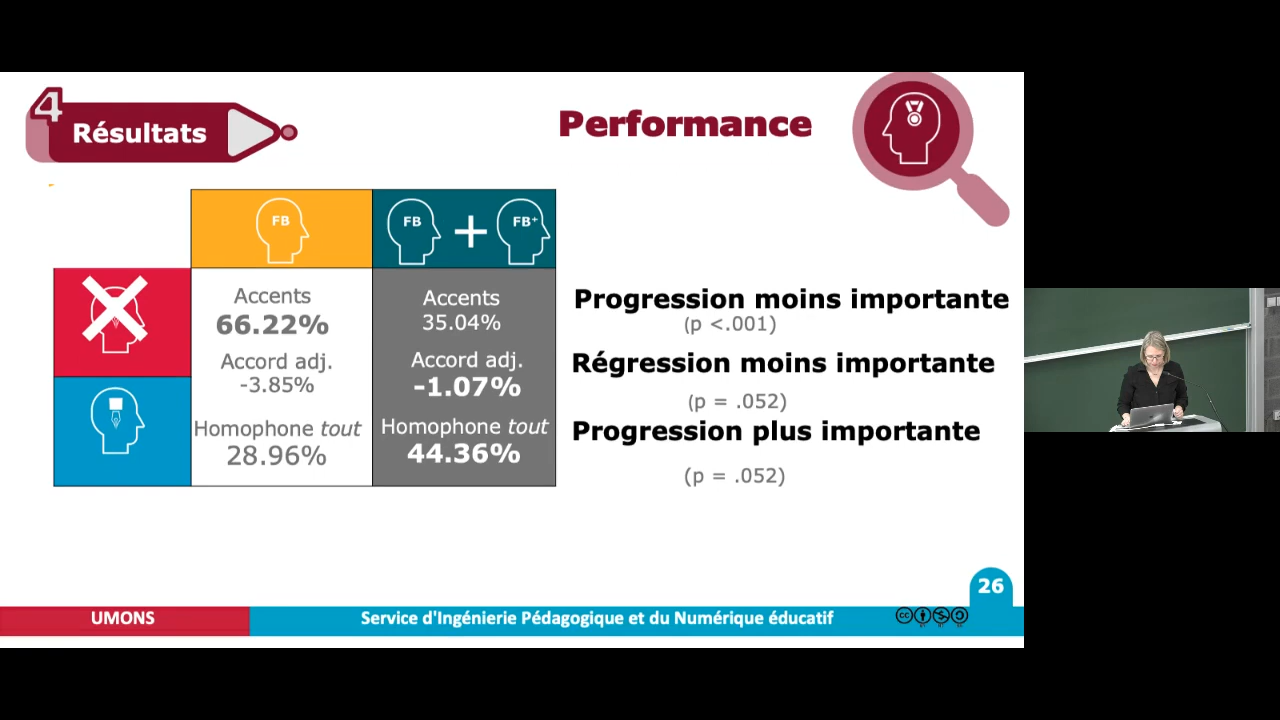 4
Résultats
Performance
FB
FB + FB+
Accents
66.22%
Accents
35.04%
Progression moins importante
(p <.001)
Accord adj.
-3.85%
Accord adj.
-1.07%
Régression moins importante
(p = .052)
Homophone tout
28.96%
Homophone tout
44.36%
Progression plus importante
(p = .052)
26
UMONS
Service d'Ingénierie Pédagogique et du Numérique éducatif
cc